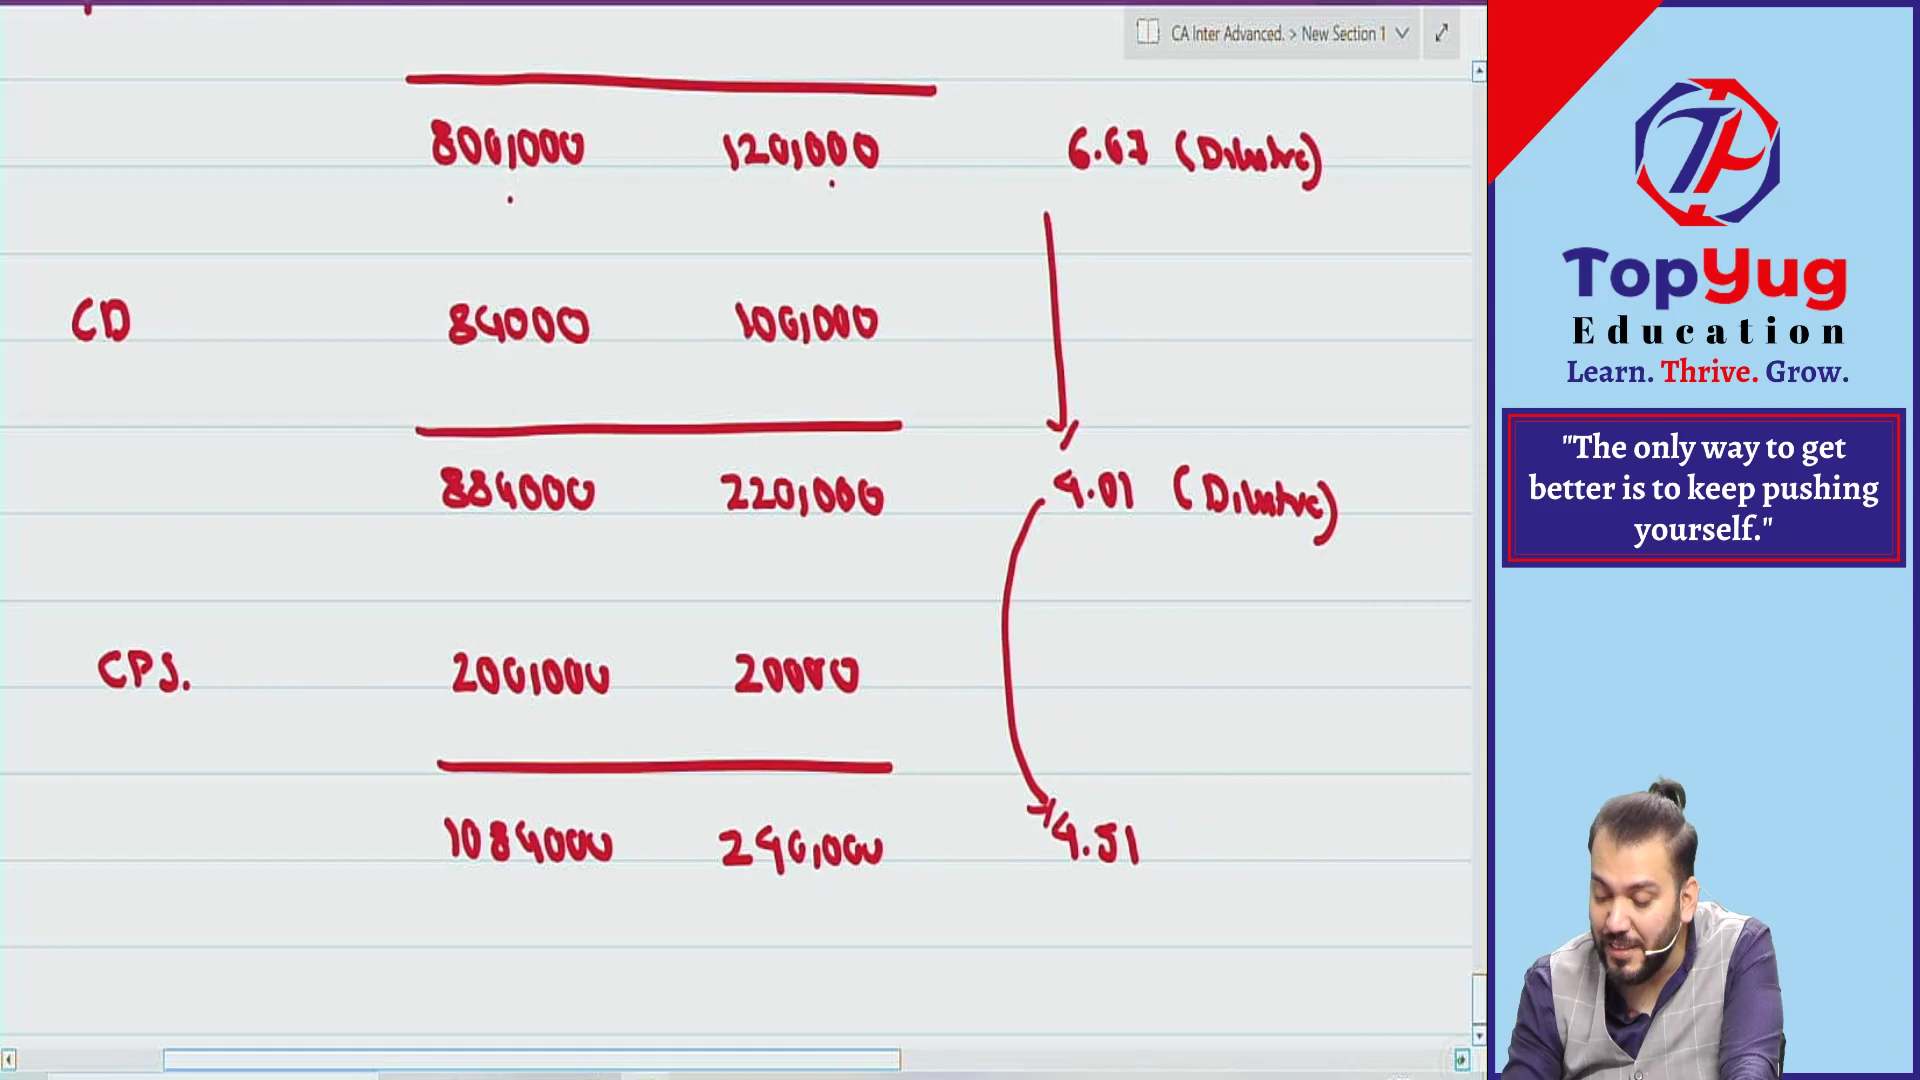 CA Inter Advanced. > New Section 1
800,000 120,000 6.67 (Dilutive)
CD 84000 100,000
884000 220,000 4.01 (Dilutive)
CPS. 200,000 20000
1084000 240,000 4.51
TopYug
Education
Learn. Thrive. Grow.
"The only way to get
better is to keep pushing
yourself."